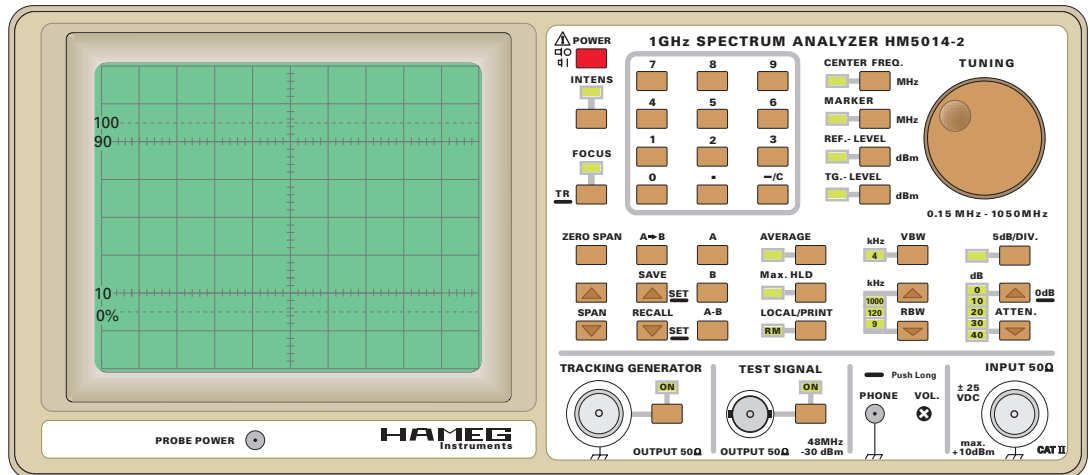 POWER
1GHz SPECTRUM ANALYZER HM5014-2
INTENS
FOCUS
TR
7 8 9
4 5 6
1 2 3
0 . –/C
CENTER FREQ.
MHz
MARKER
MHz
REF.- LEVEL
dBm
TG.- LEVEL
dBm
TUNING
0.15 MHz - 1050MHz
100
90
10
0%
ZERO SPAN
A➡B
A
AVERAGE
kHz
4
VBW
5dB/DIV.
SAVE
SET
B
Max. HLD
kHz
1000
120
9
RBW
dB
0
10
20
30
40
0dB
ATTEN.
SPAN
RECALL
SET
A-B
LOCAL/PRINT
RM
TRACKING GENERATOR
ON
OUTPUT 50Ω
TEST SIGNAL
ON
OUTPUT 50Ω
48MHz
-30 dBm
Push Long
PHONE
VOL.
INPUT 50Ω
± 25
VDC
max.
+10dBm
CAT II
PROBE POWER
HAMEG
Instruments